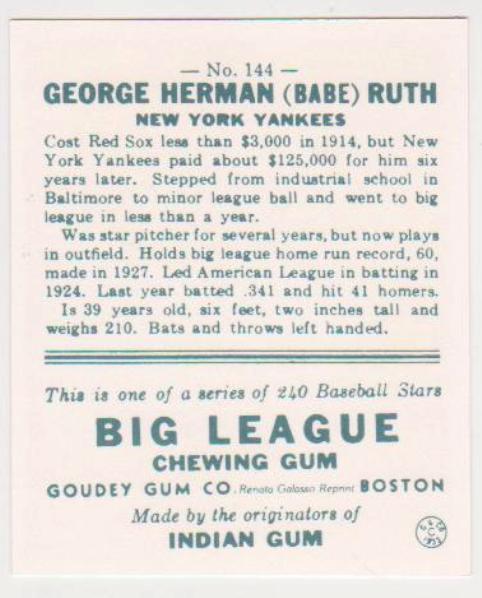 — No. 144 —
GEORGE HERMAN (BABE) RUTH
NEW YORK YANKEES
Cost Red Sox less than $3,000 in 1914, but New
York Yankees paid about $125,000 for him six
years later. Stepped from industrial school in
Baltimore to minor league ball and went to big
league in less than a year.
Was star pitcher for several years, but now plays
in outfield. Holds big league home run record, 60,
made in 1927. Led American League in batting in
1924. Last year batted .341 and hit 41 homers.
Is 39 years old, six feet, two inches tall and
weighs 210. Bats and throws left handed.
This is one of a series of 240 Baseball Stars
BIG LEAGUE
CHEWING GUM
GOUDEY GUM CO. Renata Galasso Reprint BOSTON
Made by the originators of
INDIAN GUM
G. G. CO.
C
1933